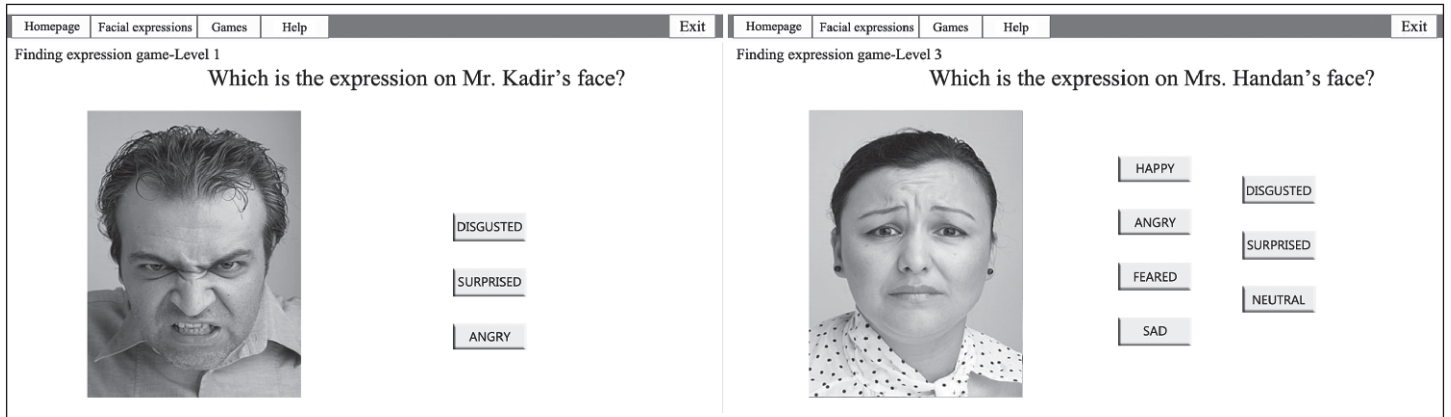 Homepage Facial expressions Games Help Exit
Finding expression game-Level 1
Which is the expression on Mr. Kadir's face?
DISGUSTED
SURPRISED
ANGRY
Homepage Facial expressions Games Help Exit
Finding expression game-Level 3
Which is the expression on Mrs. Handan's face?
HAPPY
DISGUSTED
ANGRY
SURPRISED
FEARED
NEUTRAL
SAD